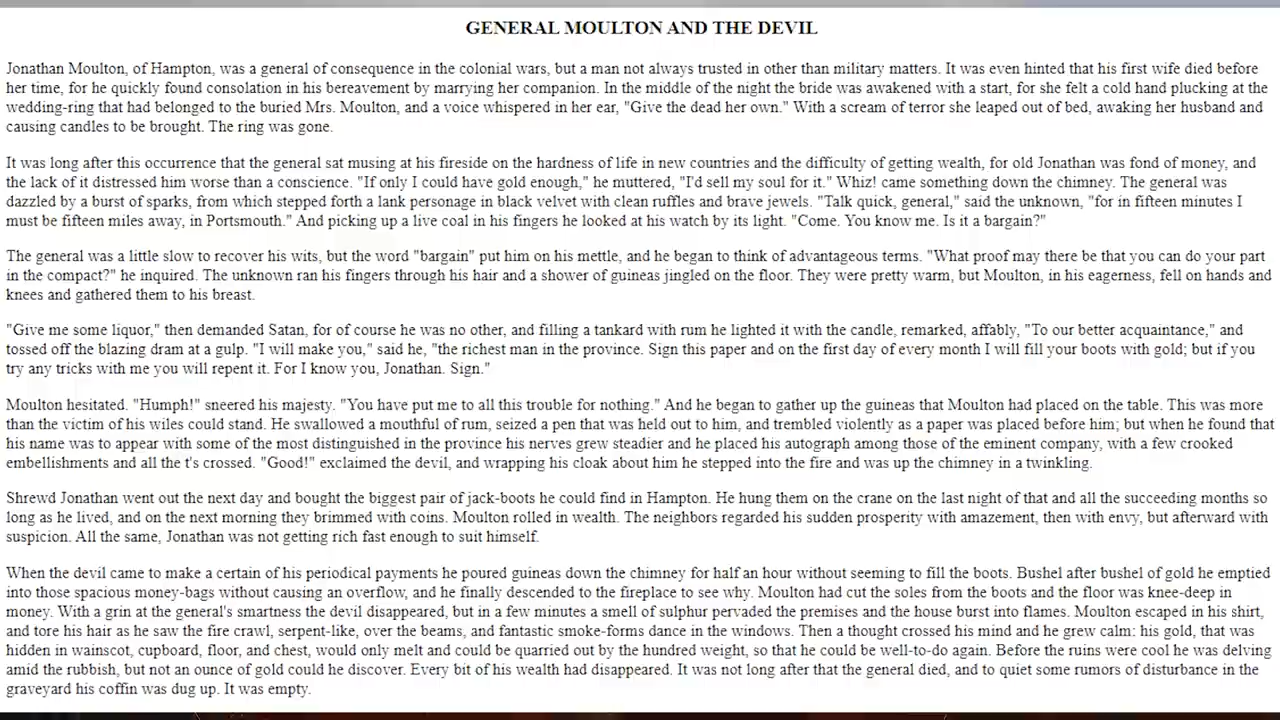 GENERAL MOULTON AND THE DEVIL
Jonathan Moulton, of Hampton, was a general of consequence in the colonial wars, but a man not always trusted in other than military matters. It was even hinted that his first wife died before
her time, for he quickly found consolation in his bereavement by marrying her companion. In the middle of the night the bride was awakened with a start, for she felt a cold hand plucking at the
wedding-ring that had belonged to the buried Mrs. Moulton, and a voice whispered in her ear, "Give the dead her own." With a scream of terror she leaped out of bed, awaking her husband and
causing candles to be brought. The ring was gone.
It was long after this occurrence that the general sat musing at his fireside on the hardness of life in new countries and the difficulty of getting wealth, for old Jonathan was fond of money, and
the lack of it distressed him worse than a conscience. "If only I could have gold enough," he muttered, "I'd sell my soul for it." Whiz! came something down the chimney. The general was
dazzled by a burst of sparks, from which stepped forth a lank personage in black velvet with clean ruffles and brave jewels. "Talk quick, general," said the unknown, "for in fifteen minutes I
must be fifteen miles away, in Portsmouth." And picking up a live coal in his fingers he looked at his watch by its light. "Come. You know me. Is it a bargain?"
The general was a little slow to recover his wits, but the word "bargain" put him on his mettle, and he began to think of advantageous terms. "What proof may there be that you can do your part
in the compact?" he inquired. The unknown ran his fingers through his hair and a shower of guineas jingled on the floor. They were pretty warm, but Moulton, in his eagerness, fell on hands and
knees and gathered them to his breast.
"Give me some liquor," then demanded Satan, for of course he was no other, and filling a tankard with rum he lighted it with the candle, remarked, affably, "To our better acquaintance," and
tossed off the blazing dram at a gulp. "I will make you," said he, "the richest man in the province. Sign this paper and on the first day of every month I will fill your boots with gold; but if you
try any tricks with me you will repent it. For I know you, Jonathan. Sign."
Moulton hesitated. "Humph!" sneered his majesty. "You have put me to all this trouble for nothing." And he began to gather up the guineas that Moulton had placed on the table. This was more
than the victim of his wiles could stand. He swallowed a mouthful of rum, seized a pen that was held out to him, and trembled violently as a paper was placed before him; but when he found that
his name was to appear with some of the most distinguished in the province his nerves grew steadier and he placed his autograph among those of the eminent company, with a few crooked
embellishments and all the t's crossed. "Good!" exclaimed the devil, and wrapping his cloak about him he stepped into the fire and was up the chimney in a twinkling.
Shrewd Jonathan went out the next day and bought the biggest pair of jack-boots he could find in Hampton. He hung them on the crane on the last night of that and all the succeeding months so
long as he lived, and on the next morning they brimmed with coins. Moulton rolled in wealth. The neighbors regarded his sudden prosperity with amazement, then with envy, but afterward with
suspicion. All the same, Jonathan was not getting rich fast enough to suit himself.
When the devil came to make a certain of his periodical payments he poured guineas down the chimney for half an hour without seeming to fill the boots. Bushel after bushel of gold he emptied
into those spacious money-bags without causing an overflow, and he finally descended to the fireplace to see why. Moulton had cut the soles from the boots and the floor was knee-deep in
money. With a grin at the general's smartness the devil disappeared, but in a few minutes a smell of sulphur pervaded the premises and the house burst into flames. Moulton escaped in his shirt,
and tore his hair as he saw the fire crawl, serpent-like, over the beams, and fantastic smoke-forms dance in the windows. Then a thought crossed his mind and he grew calm: his gold, that was
hidden in wainscot, cupboard, floor, and chest, would only melt and could be quarried out by the hundred weight, so that he could be well-to-do again. Before the ruins were cool he was delving
amid the rubbish, but not an ounce of gold could he discover. Every bit of his wealth had disappeared. It was not long after that the general died, and to quiet some rumors of disturbance in the
graveyard his coffin was dug up. It was empty.